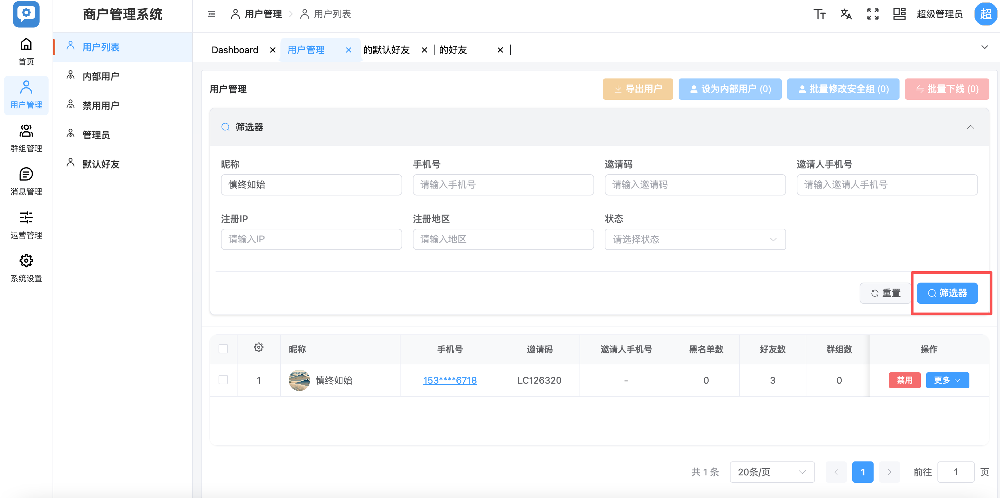 商户管理系统
用户管理 用户列表
超级管理员 超
首页
用户管理
群组管理
消息管理
运营管理
系统设置
用户列表
内部用户
禁用用户
管理员
默认好友
Dashboard 用户管理 的默认好友 的好友
用户管理
导出用户 设为内部用户 (0) 批量修改安全组 (0) 批量下线 (0)
筛选器
昵称 手机号 邀请码 邀请人手机号
慎终如始 请输入手机号 请输入邀请码 请输入邀请人手机号
注册IP 注册地区 状态
请输入IP 请输入地区 请选择状态
重置 筛选器
昵称 手机号 邀请码 邀请人手机号 黑名单数 好友数 群组数 操作
1 慎终如始 153****6718 LC126320 - 0 3 0 禁用 更多
共 1 条 20条/页 1 前往 1 页